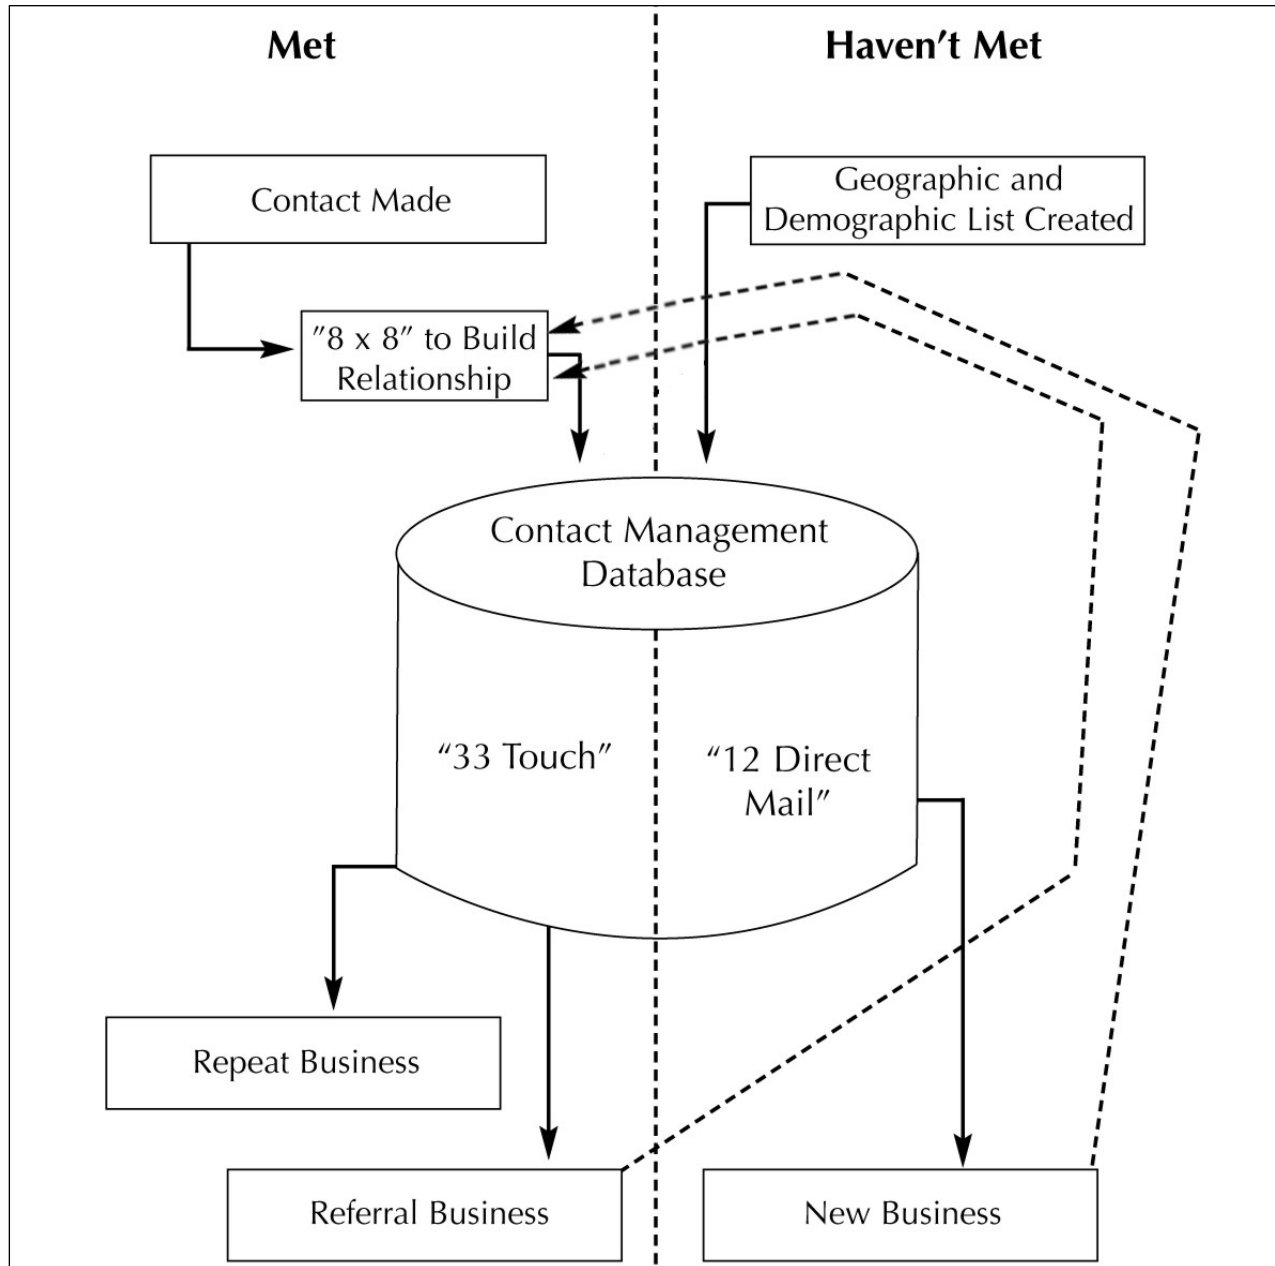 Met
Haven’t Met
Contact Made
Geographic and
Demographic List Created
”8 x 8” to Build
Relationship
Contact Management
Database
“33 Touch”
“12 Direct
Mail”
Repeat Business
Referral Business
New Business